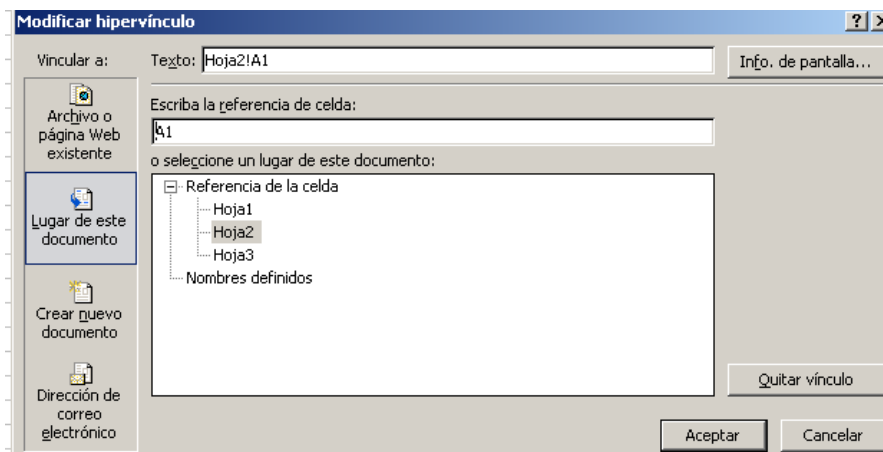 Modificar hipervínculo
Vincular a:
Texto: Hoja2!A1
Info. de pantalla...
Archivo o
página Web
existente
Lugar de este
documento
Crear nuevo
documento
Dirección de
correo
electrónico
Escriba la referencia de celda:
A1
o seleccione un lugar de este documento:
Referencia de la celda
Hoja1
Hoja2
Hoja3
Nombres definidos
Quitar vínculo
Aceptar
Cancelar